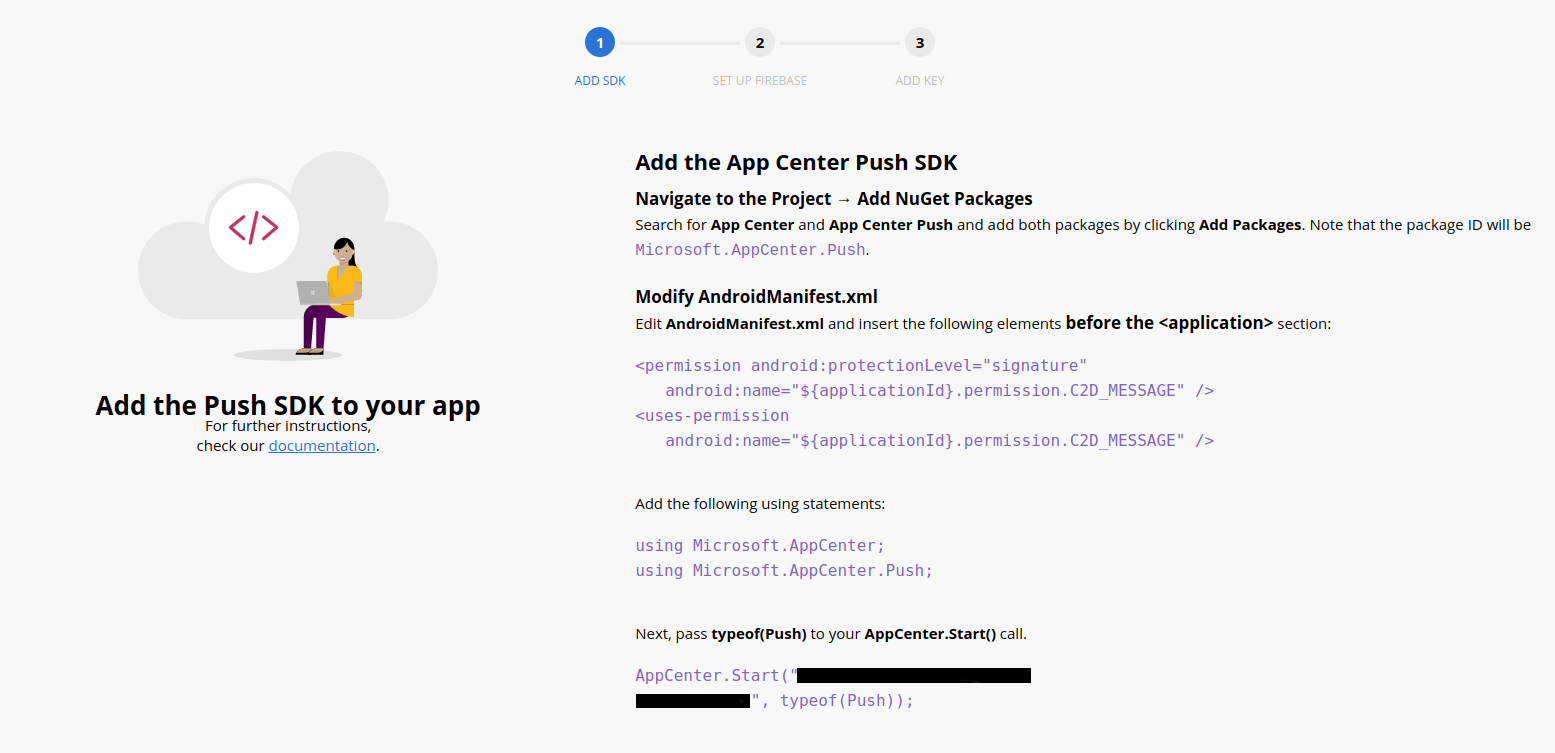 1
2
3
ADD SDK
SET UP FIREBASE
ADD KEY
</>
Add the Push SDK to your app
For further instructions,
check our documentation.
Add the App Center Push SDK
Navigate to the Project → Add NuGet Packages
Search for App Center and App Center Push and add both packages by clicking Add Packages. Note that the package ID will be
Microsoft.AppCenter.Push.
Modify AndroidManifest.xml
Edit AndroidManifest.xml and insert the following elements before the <application> section:
<permission android:protectionLevel="signature"
android:name="${applicationId}.permission.C2D_MESSAGE" />
<uses-permission
android:name="${applicationId}.permission.C2D_MESSAGE" />
Add the following using statements:
using Microsoft.AppCenter;
using Microsoft.AppCenter.Push;
Next, pass typeof(Push) to your AppCenter.Start() call.
AppCenter.Start("
", typeof(Push));